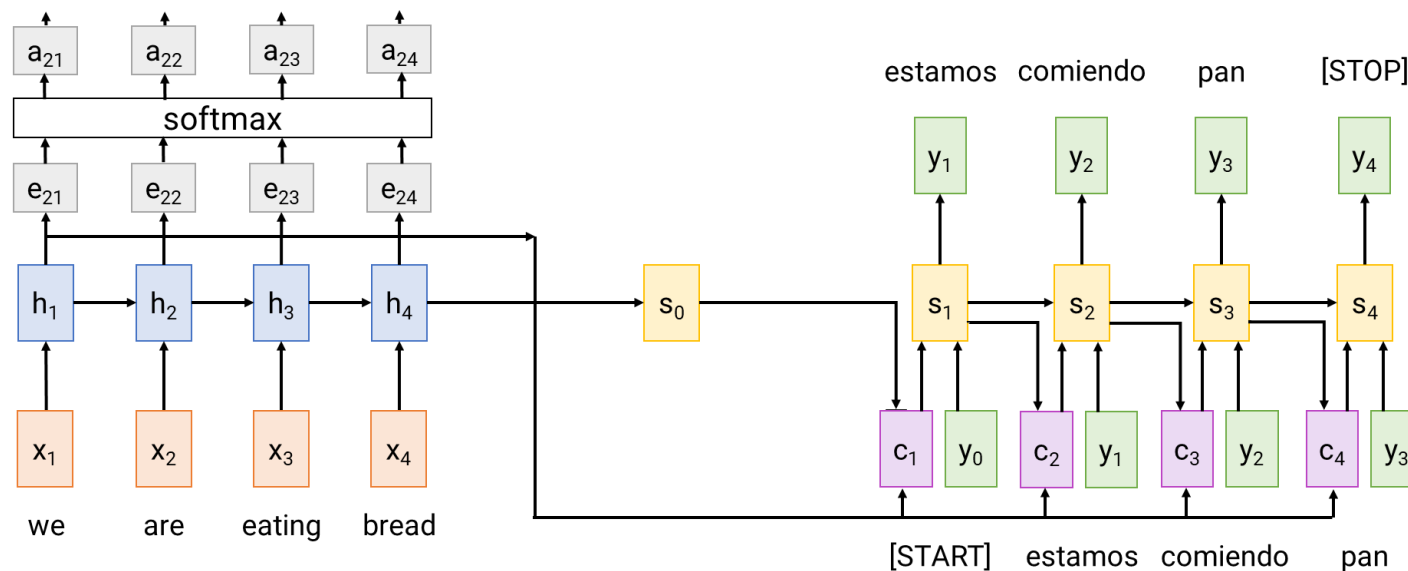 a21 a22 a23 a24
softmax
e21 e22 e23 e24
h1 h2 h3 h4
x1 x2 x3 x4
we are eating bread
s0
estamos comiendo pan [STOP]
y1 y2 y3 y4
s1 s2 s3 s4
c1 y0 c2 y1 c3 y2 c4 y3
[START] estamos comiendo pan